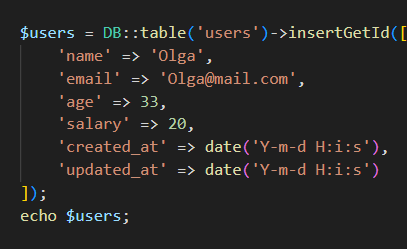 $users = DB::table('users')->insertGetId([
    'name' => 'Olga',
    'email' => 'Olga@mail.com',
    'age' => 33,
    'salary' => 20,
    'created_at' => date('Y-m-d H:i:s'),
    'updated_at' => date('Y-m-d H:i:s')
]);
echo $users;